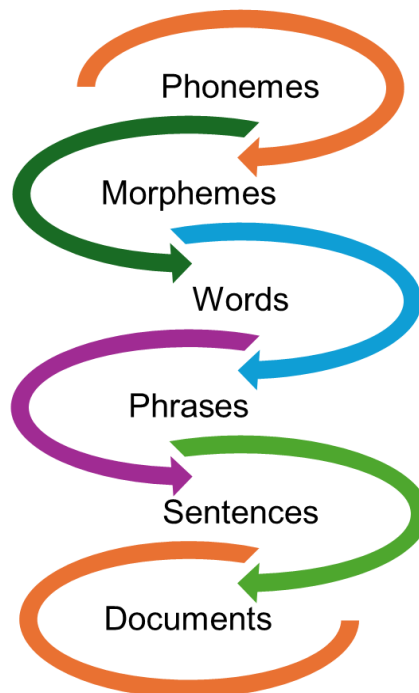 Phonemes
Morphemes
Words
Phrases
Sentences
Documents